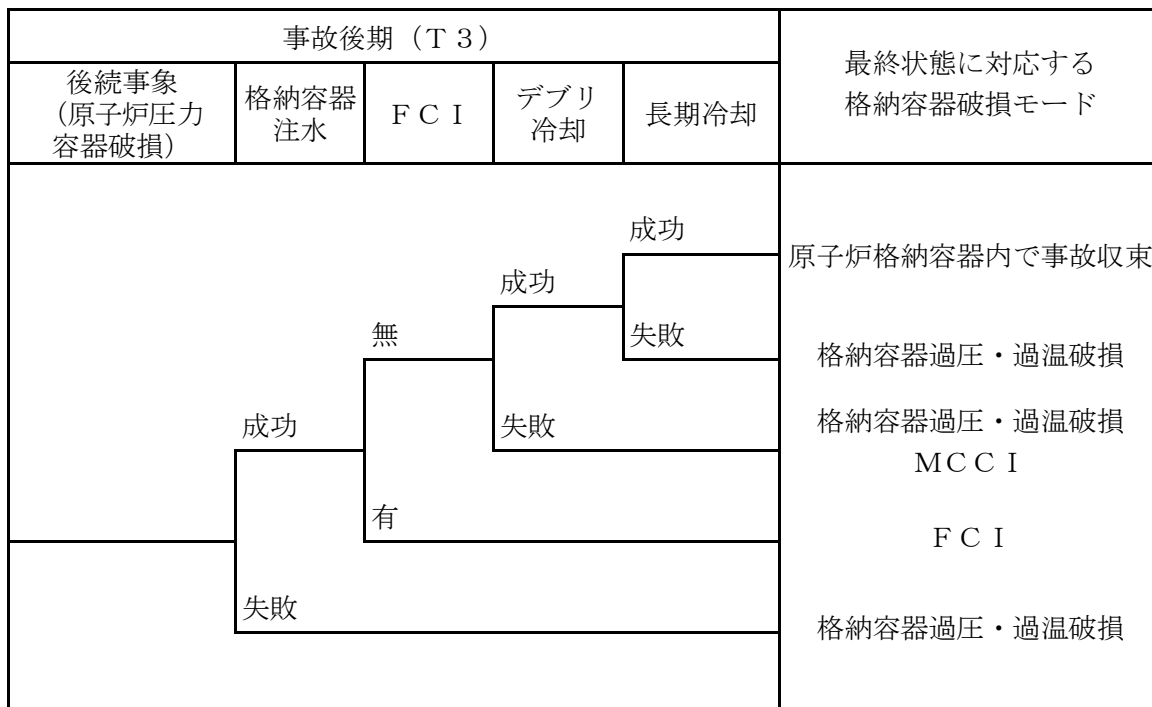 事故後期（Ｔ３）
最終状態に対応する
格納容器破損モード
後続事象
（原子炉圧力
容器破損）
格納容器
注水
ＦＣＩ
デブリ
冷却
長期冷却
成功
原子炉格納容器内で事故収束
成功
無
失敗
格納容器過圧・過温破損
成功
失敗
格納容器過圧・過温破損
ＭＣＣＩ
有
ＦＣＩ
失敗
格納容器過圧・過温破損